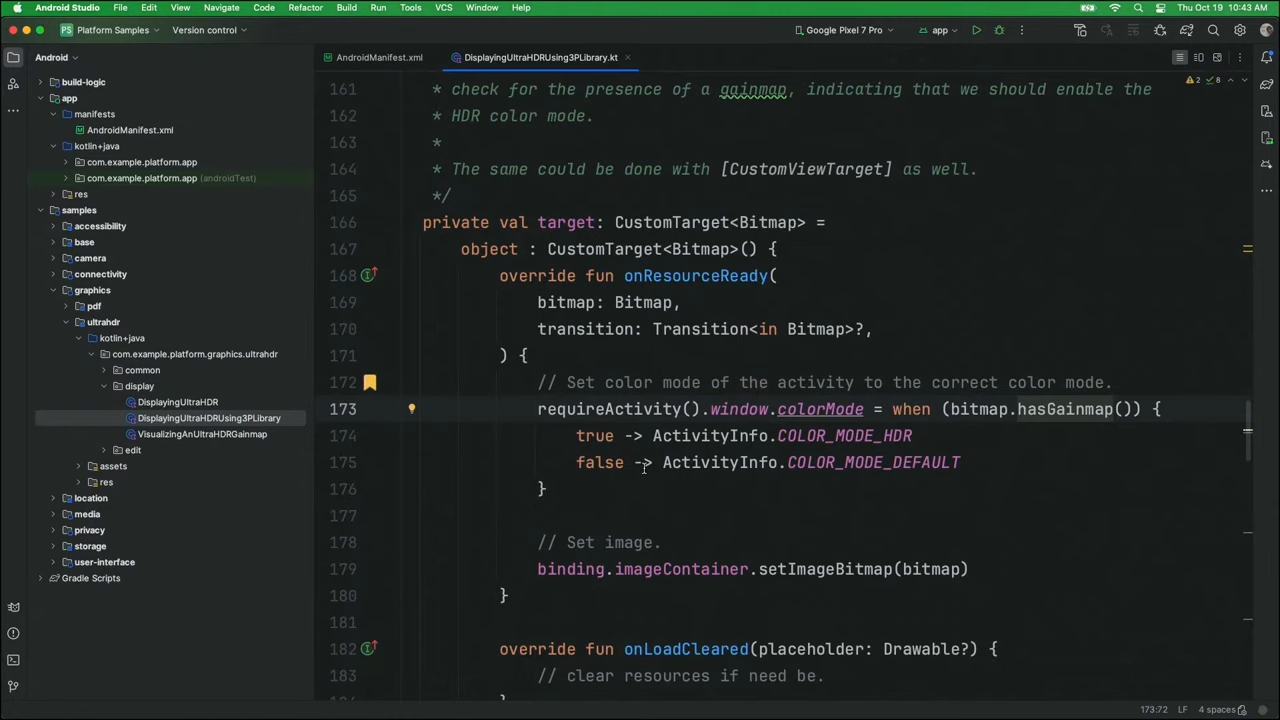 Android Studio File Edit View Navigate Code Refactor Build Run Tools VCS Window Help Thu Oct 19 10:43 AM
PS Platform Samples Version control Google Pixel 7 Pro app
Android
AndroidManifest.xml DisplayingUltraHDRUsing3PLibrary.kt
build-logic
app
manifests
AndroidManifest.xml
kotlin+java
com.example.platform.app
com.example.platform.app (androidTest)
res
samples
accessibility
base
camera
connectivity
graphics
pdf
ultrahdr
kotlin+java
com.example.platform.graphics.ultrahdr
common
display
DisplayingUltraHDR
DisplayingUltraHDRUsing3PLibrary
VisualizingAnUltraHDRGainmap
edit
assets
res
location
media
privacy
storage
user-interface
Gradle Scripts
2 8
161 * check for the presence of a gainmap, indicating that we should enable the
162 * HDR color mode.
163 *
164 * The same could be done with [CustomViewTarget] as well.
165 */
166 private val target: CustomTarget<Bitmap> =
167 object : CustomTarget<Bitmap>() {
168 override fun onResourceReady(
169 bitmap: Bitmap,
170 transition: Transition<in Bitmap>?,
171 ) {
172 // Set color mode of the activity to the correct color mode.
173 requireActivity().window.colorMode = when (bitmap.hasGainmap()) {
174 true -> ActivityInfo.COLOR_MODE_HDR
175 false -> ActivityInfo.COLOR_MODE_DEFAULT
176 }
177
178 // Set image.
179 binding.imageContainer.setImageBitmap(bitmap)
180 }
181
182 override fun onLoadCleared(placeholder: Drawable?) {
183 // clear resources if need be.
173:72 LF 4 spaces